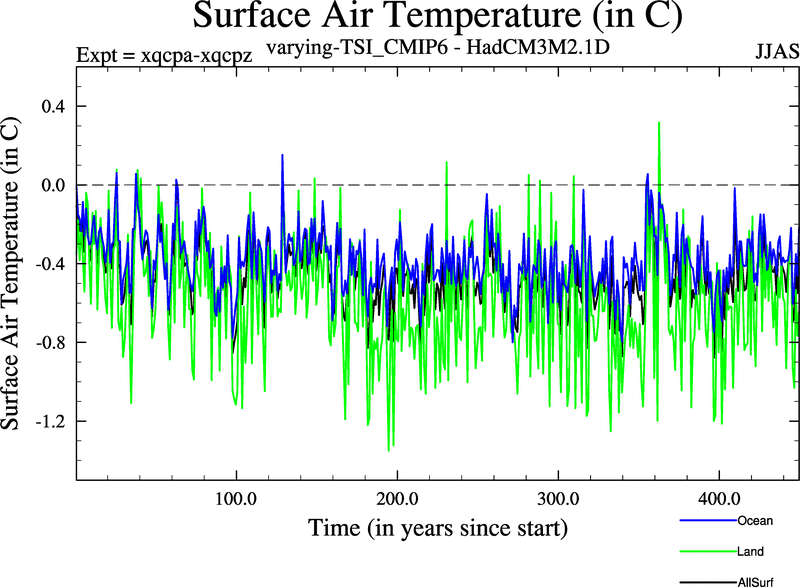 Surface Air Temperature (in C)
Expt = xqcpa-xqcpz varying-TSI_CMIP6 - HadCM3M2.1D JJAS
Surface Air Temperature (in C)
0.4
0.0
-0.4
-0.8
-1.2
100.0 200.0 300.0 400.0
Time (in years since start)
Ocean
Land
AllSurf